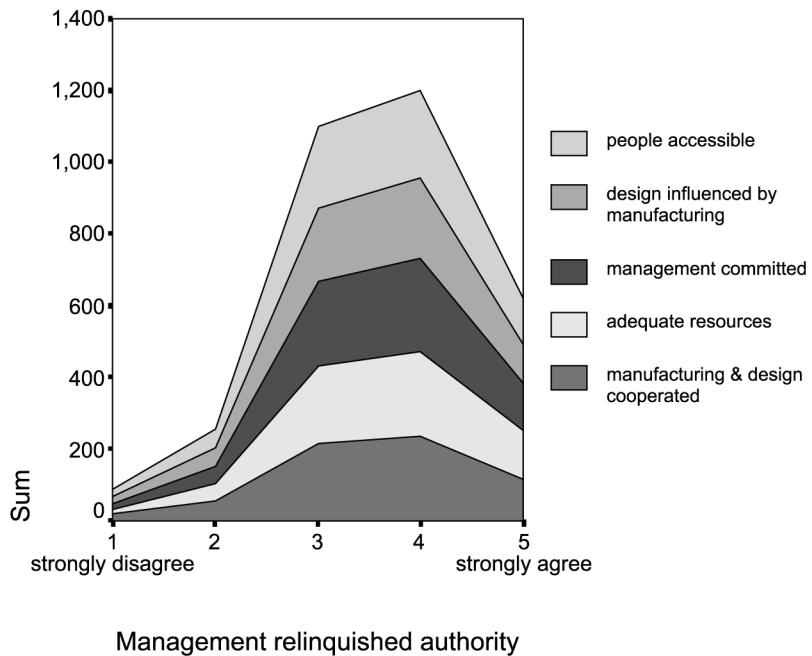 1,400
1,200
1,000
800
600
400
200
0
Sum
1
2
3
4
5
strongly disagree
strongly agree
Management relinquished authority
people accessible
design influenced by
manufacturing
management committed
adequate resources
manufacturing & design
cooperated